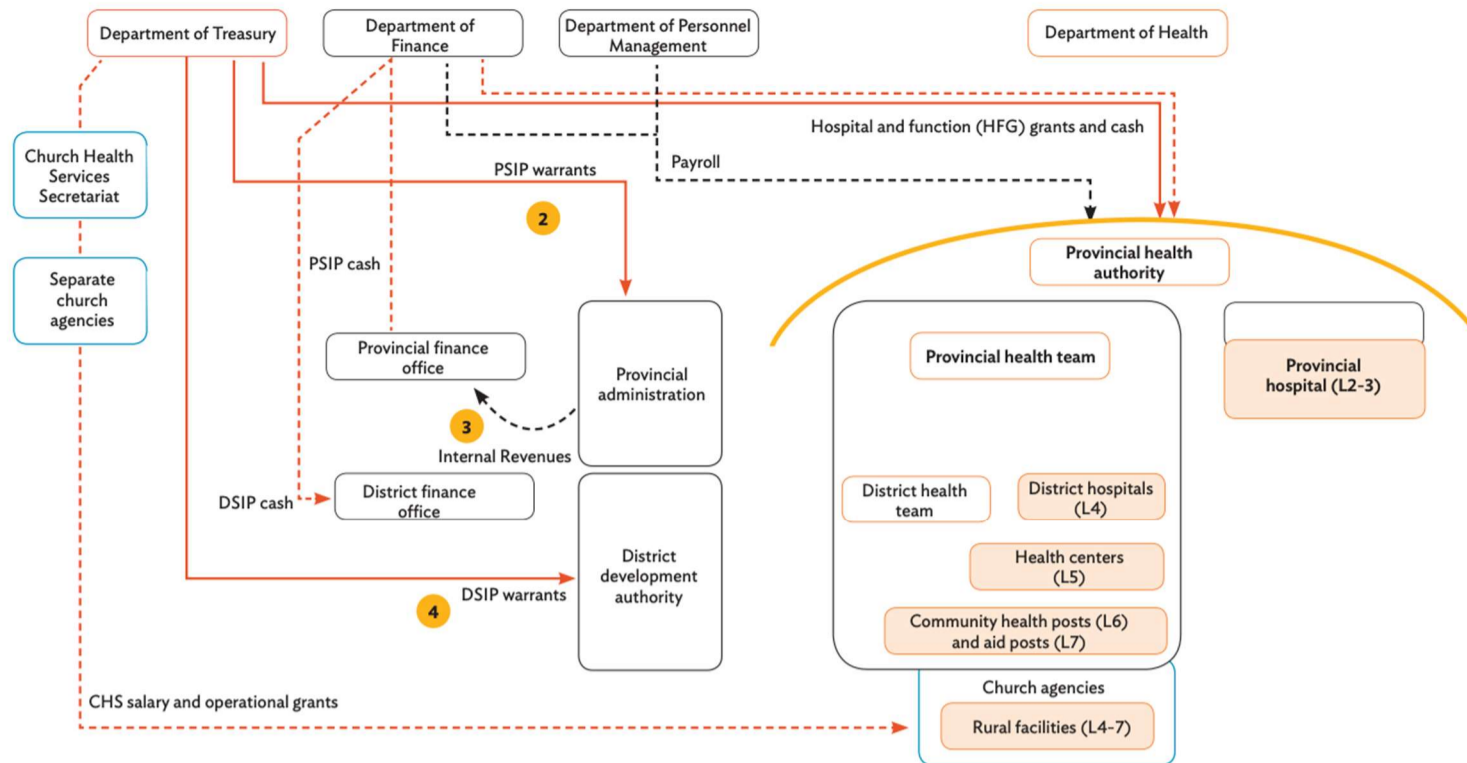 Department of Treasury
Department of
Finance
Department of Personnel
Management
Department of Health
Hospital and function (HFG) grants and cash
Church Health
Services
Secretariat
Payroll
PSIP warrants
2
Provincial health
authority
PSIP cash
Separate
church
agencies
Provincial finance
office
Provincial health team
Provincial
hospital (L2-3)
Provincial
administration
3
Internal Revenues
DSIP cash
District finance
office
District health
team
District hospitals
(L4)
Health centers
(L5)
District
development
authority
DSIP warrants
4
Community health posts (L6)
and aid posts (L7)
Church agencies
CHS salary and operational grants
Rural facilities (L4-7)